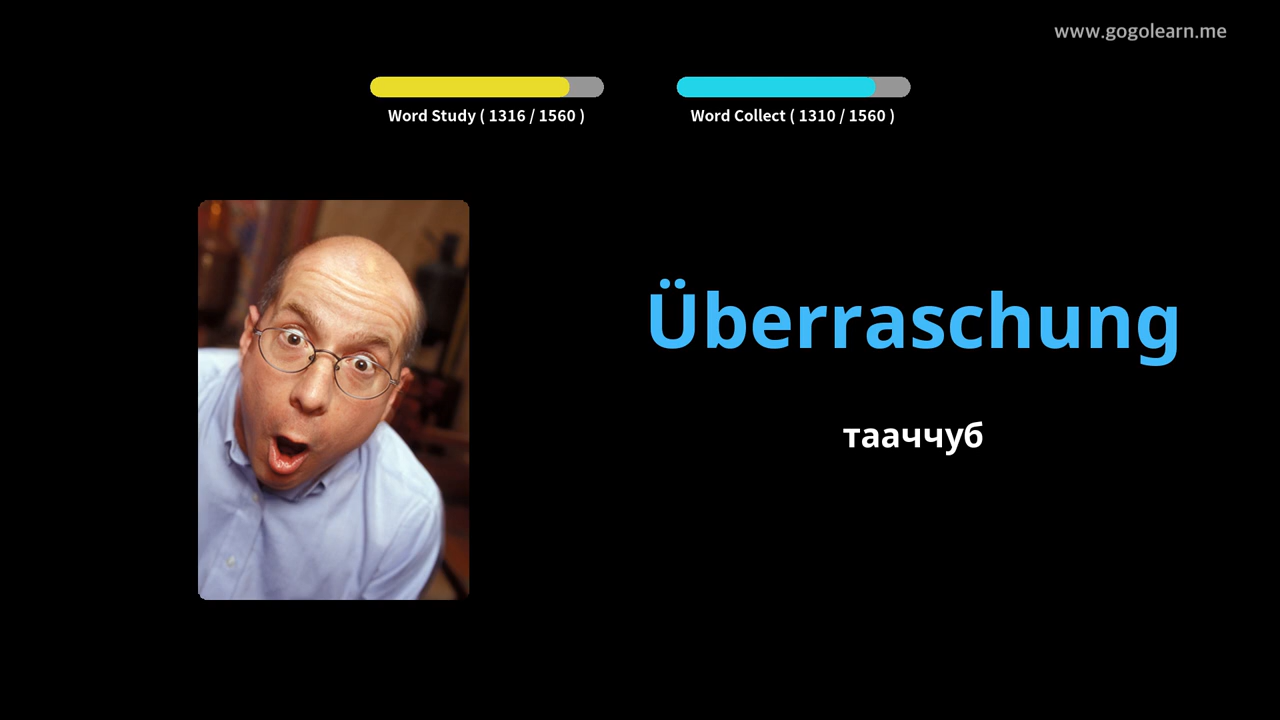 www.gogolearn.me
Word Study ( 1316 / 1560 )
Word Collect ( 1310 / 1560 )
Überraschung
тааччуб